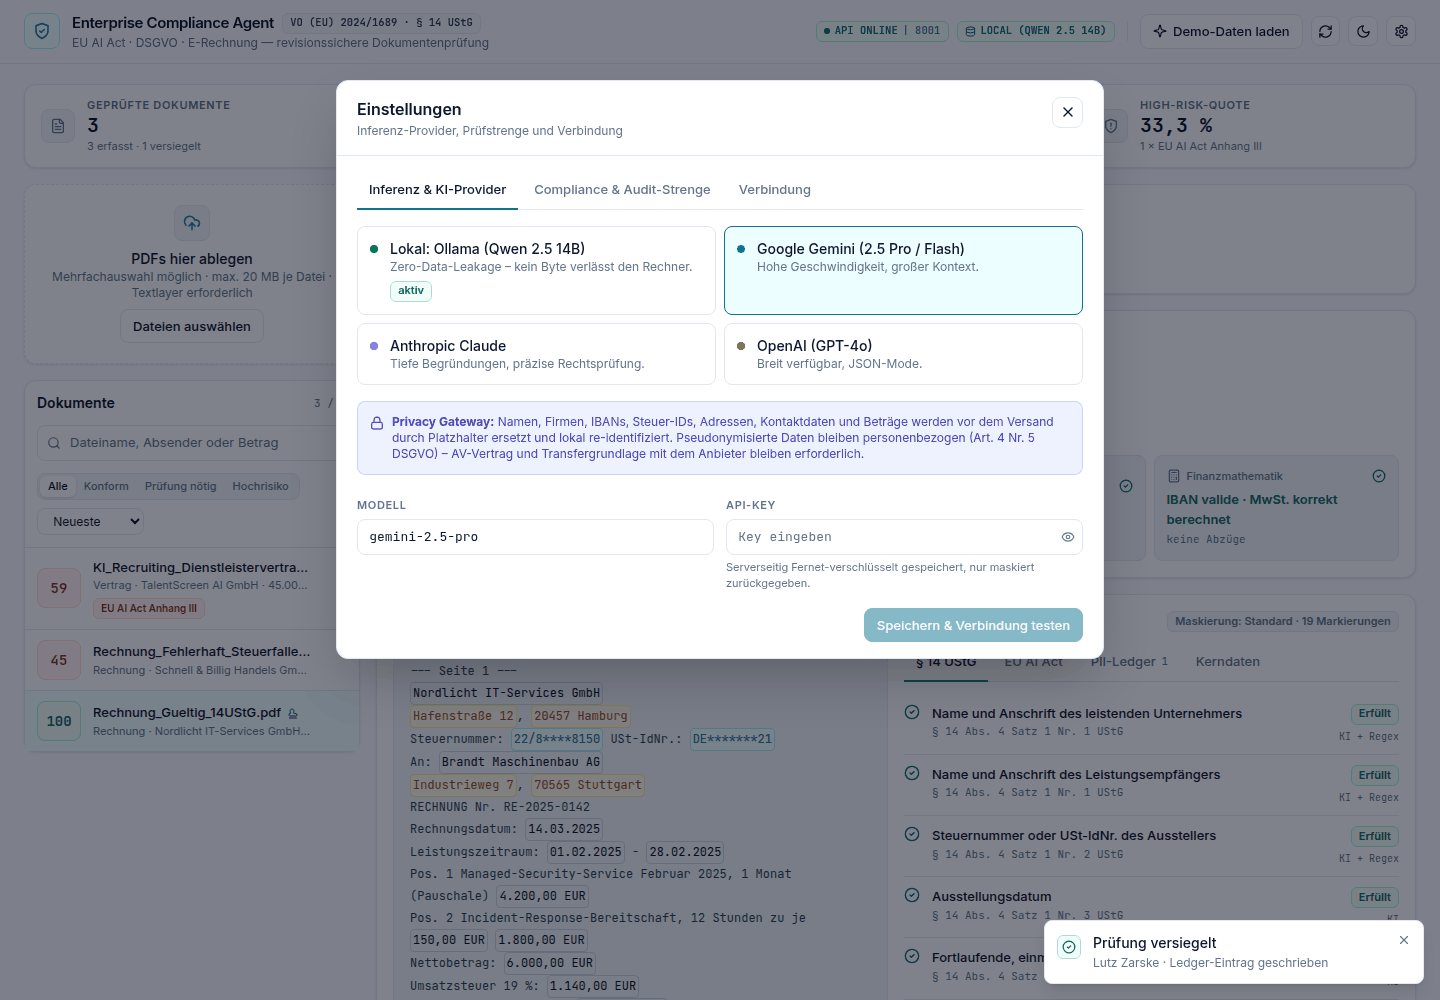 Enterprise Compliance Agent
VO (EU) 2024/1689 · § 14 UStG
EU AI Act · DSGVO · E-Rechnung — revisionssichere Dokumentenprüfung
API ONLINE | 8001
LOCAL (QWEN 2.5 14B)
Demo-Daten laden
GEPRÜFTE DOKUMENTE
3
3 erfasst · 1 versiegelt
HIGH-RISK-QUOTE
33,3 %
1 × EU AI Act Anhang III
PDFs hier ablegen
Mehrfachauswahl möglich · max. 20 MB je Datei ·
Textlayer erforderlich
Dateien auswählen
Dokumente
3 /
Dateiname, Absender oder Betrag
Alle
Konform
Prüfung nötig
Hochrisiko
Neueste
59
KI_Recruiting_Dienstleistervertra...
Vertrag · TalentScreen AI GmbH · 45.00...
EU AI Act Anhang III
45
Rechnung_Fehlerhaft_Steuerfalle...
Rechnung · Schnell & Billig Handels Gm...
100
Rechnung_Gueltig_14UStG.pdf
Rechnung · Nordlicht IT-Services GmbH...
Einstellungen
Inferenz-Provider, Prüfstrenge und Verbindung
Inferenz & KI-Provider
Compliance & Audit-Strenge
Verbindung
Lokal: Ollama (Qwen 2.5 14B)
Zero-Data-Leakage – kein Byte verlässt den Rechner.
aktiv
Google Gemini (2.5 Pro / Flash)
Hohe Geschwindigkeit, großer Kontext.
Anthropic Claude
Tiefe Begründungen, präzise Rechtsprüfung.
OpenAI (GPT-4o)
Breit verfügbar, JSON-Mode.
Privacy Gateway: Namen, Firmen, IBANs, Steuer-IDs, Adressen, Kontaktdaten und Beträge werden vor dem Versand
durch Platzhalter ersetzt und lokal re-identifiziert. Pseudonymisierte Daten bleiben personenbezogen (Art. 4 Nr. 5
DSGVO) – AV-Vertrag und Transfergrundlage mit dem Anbieter bleiben erforderlich.
MODELL
gemini-2.5-pro
API-KEY
Key eingeben
Serverseitig Fernet-verschlüsselt gespeichert, nur maskiert
zurückgegeben.
Speichern & Verbindung testen
Finanzmathematik
IBAN valide · MwSt. korrekt
berechnet
keine Abzüge
--- Seite 1 ---
Nordlicht IT-Services GmbH
Hafenstraße 12, 20457 Hamburg
Steuernummer: 22/8****8150 USt-IdNr.: DE*******21
An: Brandt Maschinenbau AG
Industrieweg 7, 70565 Stuttgart
RECHNUNG Nr. RE-2025-0142
Rechnungsdatum: 14.03.2025
Leistungszeitraum: 01.02.2025 - 28.02.2025
Pos. 1 Managed-Security-Service Februar 2025, 1 Monat
(Pauschale) 4.200,00 EUR
Pos. 2 Incident-Response-Bereitschaft, 12 Stunden zu je
150,00 EUR 1.800,00 EUR
Nettobetrag: 6.000,00 EUR
Umsatzsteuer 19 %: 1.140,00 EUR
Maskierung: Standard · 19 Markierungen
§ 14 UStG
EU AI Act
PII-Ledger 1
Kerndaten
Name und Anschrift des leistenden Unternehmers
§ 14 Abs. 4 Satz 1 Nr. 1 UStG
Erfüllt
KI + Regex
Name und Anschrift des Leistungsempfängers
§ 14 Abs. 4 Satz 1 Nr. 1 UStG
Erfüllt
KI + Regex
Steuernummer oder USt-IdNr. des Ausstellers
§ 14 Abs. 4 Satz 1 Nr. 2 UStG
Erfüllt
KI + Regex
Ausstellungsdatum
§ 14 Abs. 4 Satz 1 Nr. 3 UStG
Erfüllt
KI
Fortlaufende, einm
§ 14 Abs. 4 Satz
Prüfung versiegelt
Lutz Zarske · Ledger-Eintrag geschrieben